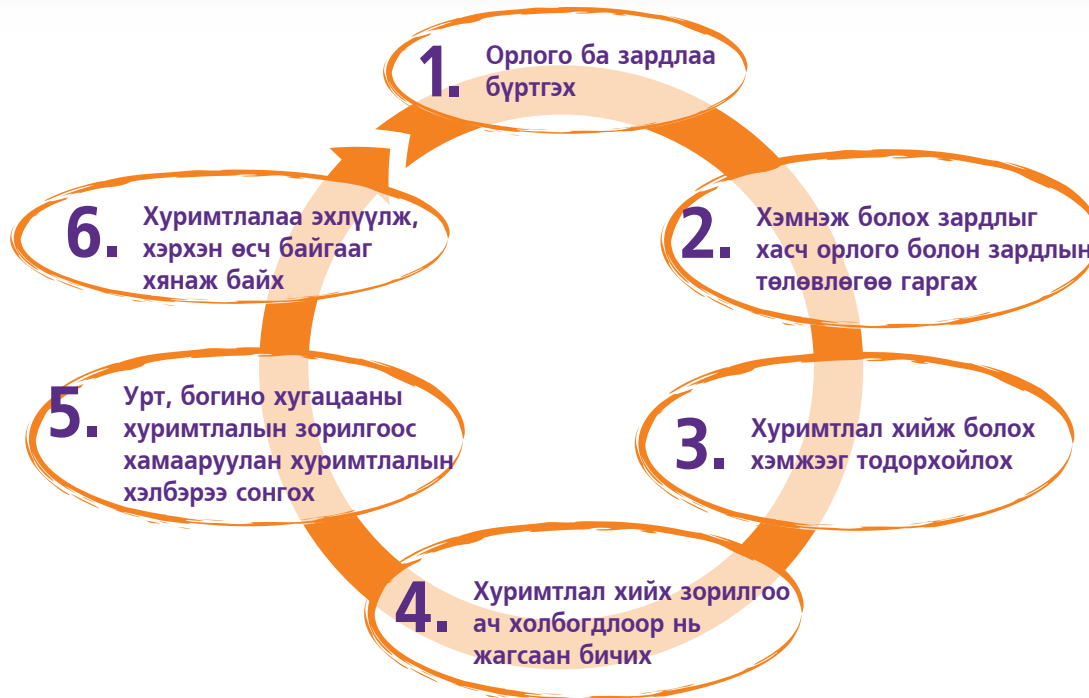 1. Орлого ба зардлаа
бүртгэх
2. Хэмнэж болох зардлыг
хасч орлого болон зардлын
төлөвлөгөө гаргах
3. Хуримтлал хийж болох
хэмжээг тодорхойлох
4. Хуримтлал хийх зорилгоо
ач холбогдлоор нь
жагсаан бичих
5. Урт, богино хугацааны
хуримтлалын зорилгоос
хамааруулан хуримтлалын
хэлбэрээ сонгох
6. Хуримтлалаа эхлүүлж,
хэрхэн өсч байгааг
хянаж байх